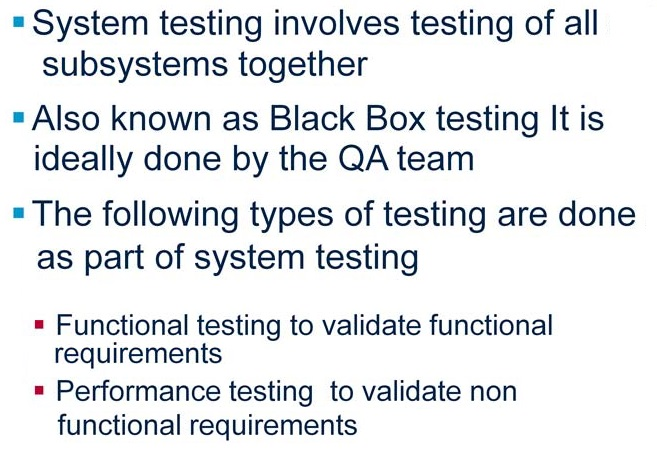 ▪ System testing involves testing of all
subsystems together
▪ Also known as Black Box testing It is
ideally done by the QA team
▪ The following types of testing are done
as part of system testing
▪ Functional testing to validate functional
requirements
▪ Performance testing to validate non
functional requirements